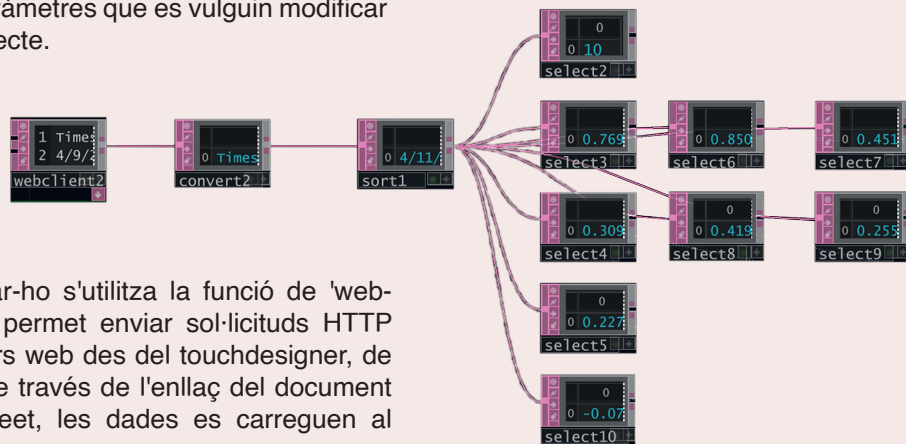 àmetres que es vulguin modificar
ecte.
1 Times
2 4/9/2
webclient2
0 Times
convert2
0 4/11/
sort1
0
0 10
select2
0 0.769
select3
0 0.850
select6
0 0.451
select7
0
0 0.309
select4
0
0 0.419
select8
0
0 0.255
select9
0
0 0.227
select5
0
0 -0.07
select10
ar-ho s'utilitza la funció de 'web-
permet enviar sol·licituds HTTP
rs web des del touchdesigner, de
e través de l'enllaç del document
eet, les dades es carreguen al